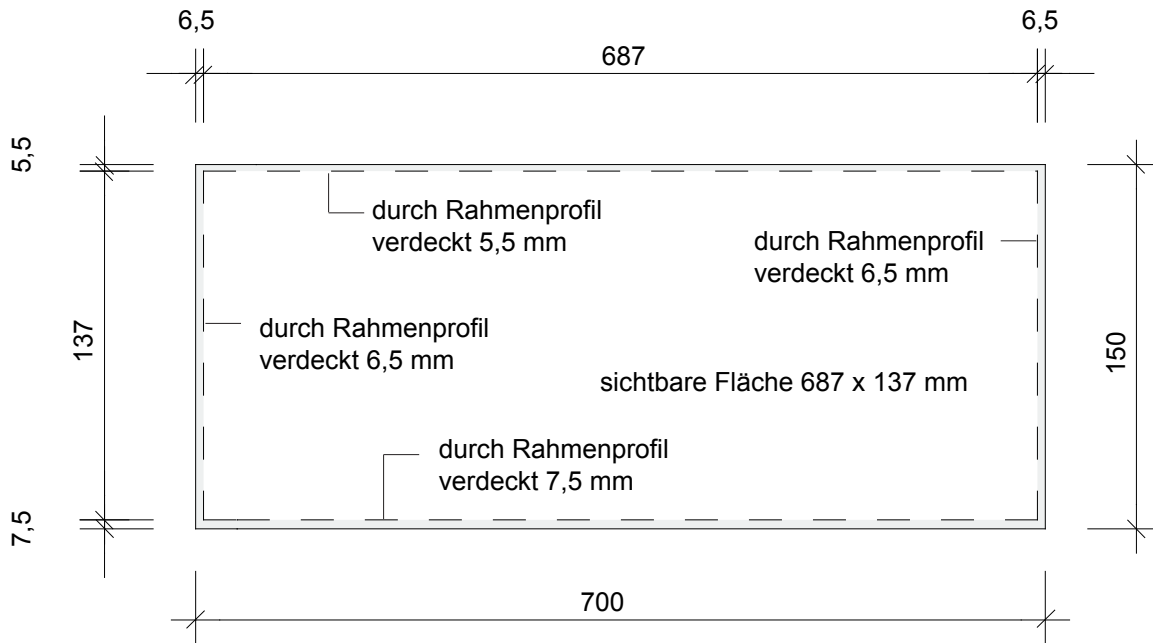 6,5
6,5
687
5,5
durch Rahmenprofil
verdeckt 5,5 mm
durch Rahmenprofil
verdeckt 6,5 mm
durch Rahmenprofil
verdeckt 6,5 mm
137
150
sichtbare Fläche 687 x 137 mm
durch Rahmenprofil
verdeckt 7,5 mm
7,5
700